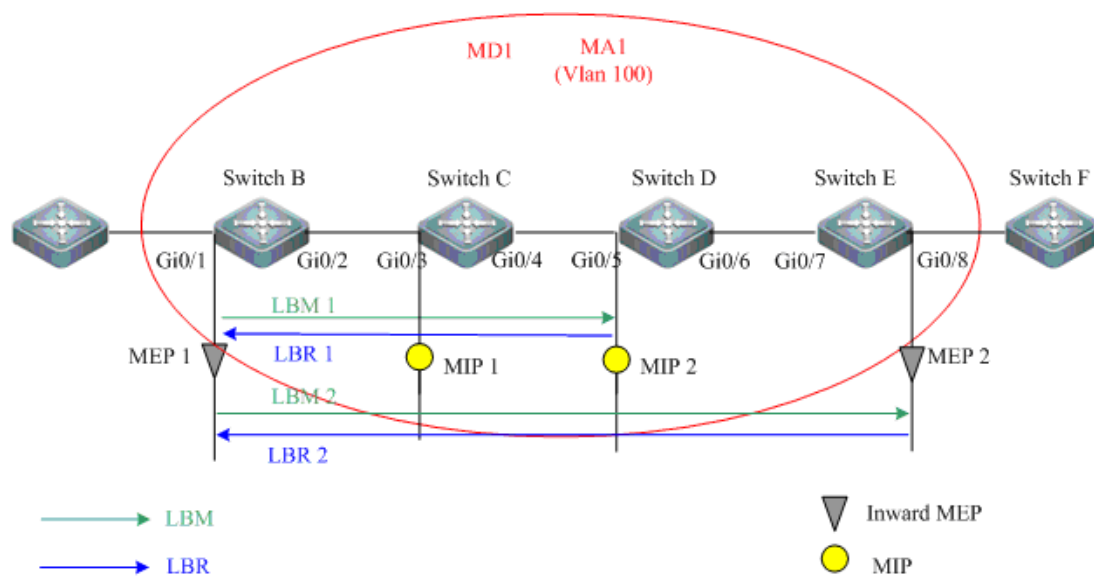 MD1
MA1
(Vlan 100)
Switch B
Switch C
Switch D
Switch E
Switch F
Gi0/1
Gi0/2
Gi0/3
Gi0/4
Gi0/5
Gi0/6
Gi0/7
Gi0/8
LBM 1
LBR 1
MEP 1
MIP 1
MIP 2
MEP 2
LBM 2
LBR 2
LBM
Inward MEP
LBR
MIP